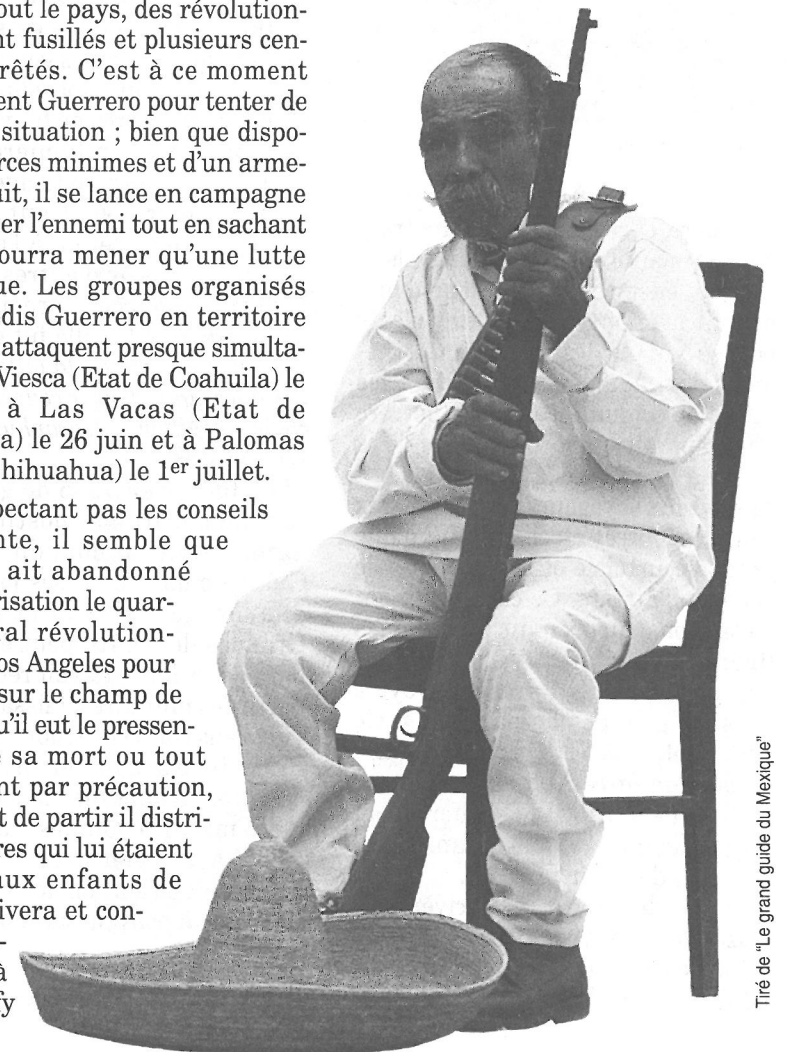 out le pays, des révolution-
nt fusillés et plusieurs cen-
rêtés. C'est à ce moment
ent Guerrero pour tenter de
situation ; bien que dispo-
rces minimes et d'un arme-
uit, il se lance en campagne
er l'ennemi tout en sachant
ourra mener qu'une lutte
ue. Les groupes organisés
dis Guerrero en territoire
attaquent presque simulta-
Viesca (Etat de Coahuila) le
à Las Vacas (Etat de
a) le 26 juin et à Palomas
hihuahua) le 1er juillet.
pectant pas les conseils
nte, il semble que
ait abandonné
risation le quar-
ral révolution-
os Angeles pour
sur le champ de
u'il eut le pressen-
e sa mort ou tout
nt par précaution,
t de partir il distri-
res qui lui étaient
aux enfants de
ivera et con-
-
à
fy
Tiré de "Le grand guide du Mexique"